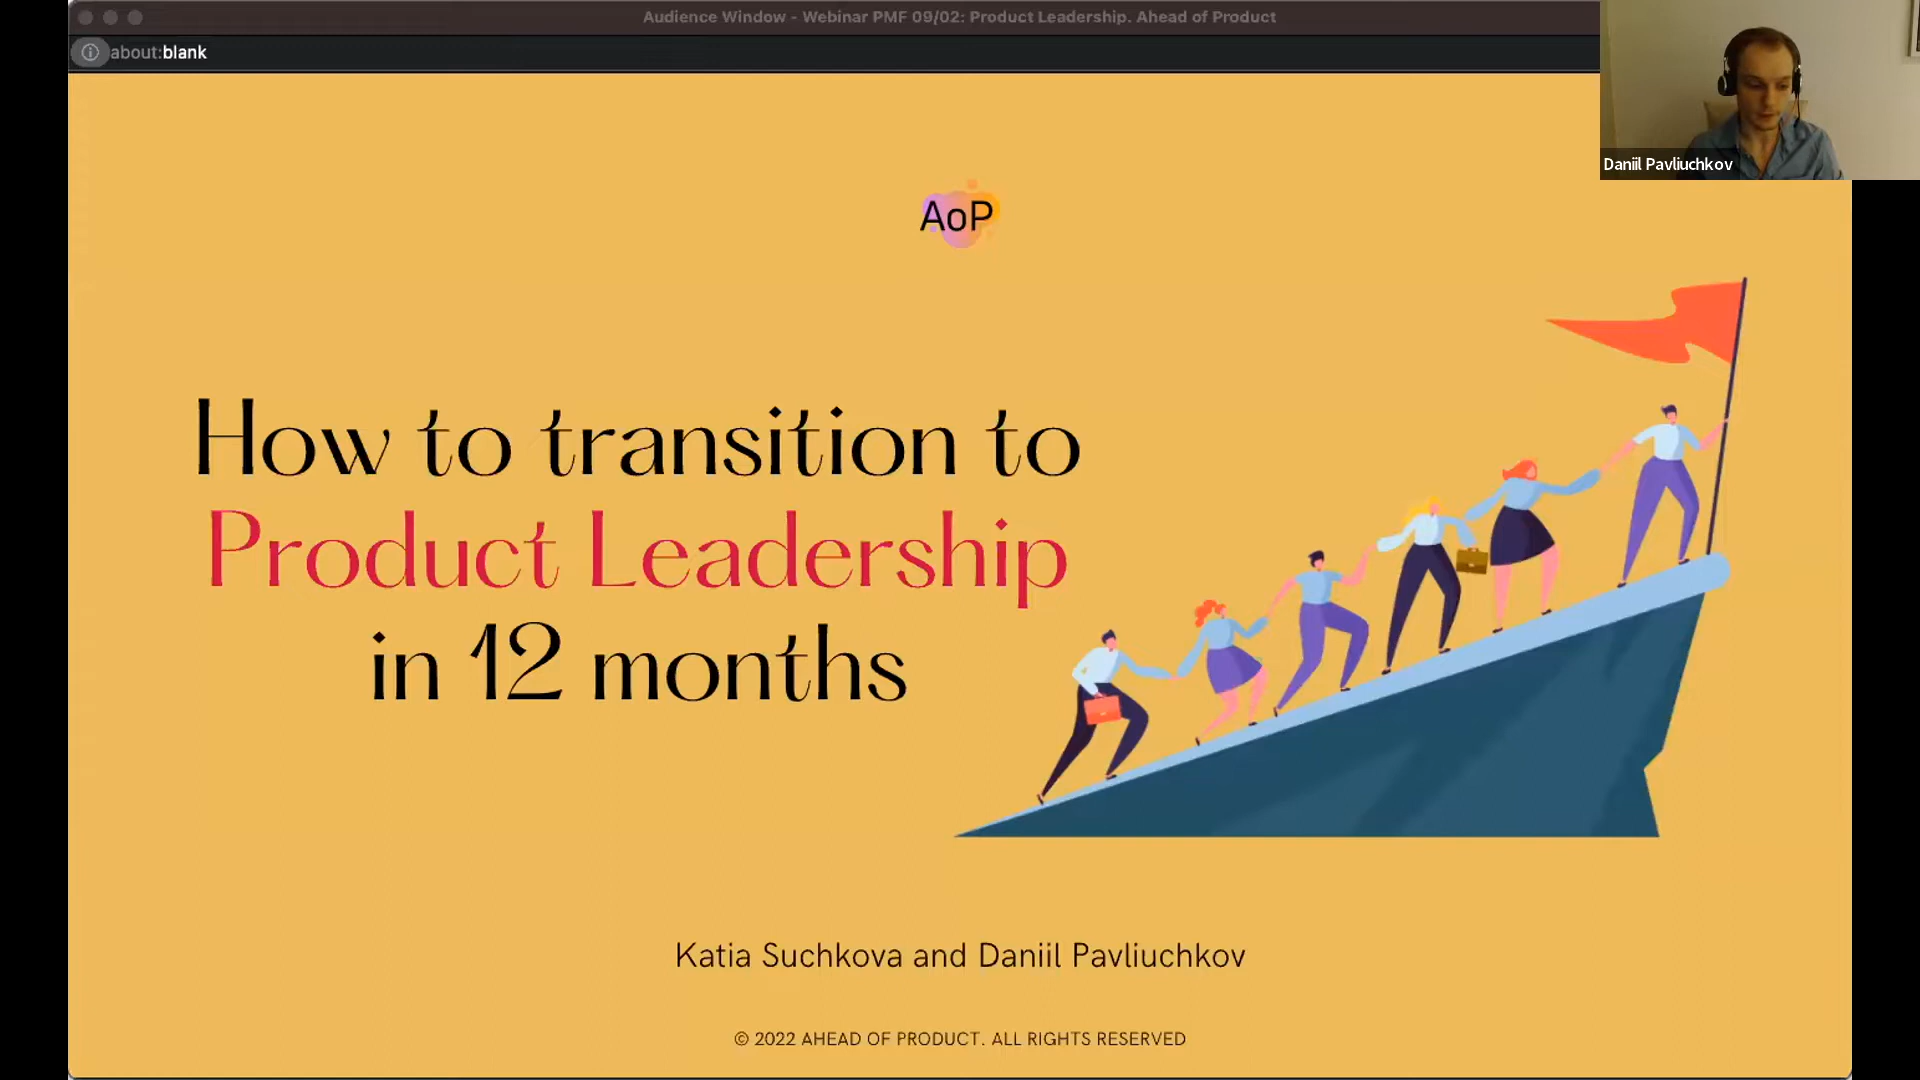 Audience Window - Webinar PMF 09/02: Product Leadership. Ahead of Product
about:blank
Daniil Pavliuchkov
AoP
How to transition to
Product Leadership
in 12 months
Katia Suchkova and Daniil Pavliuchkov
© 2022 AHEAD OF PRODUCT. ALL RIGHTS RESERVED